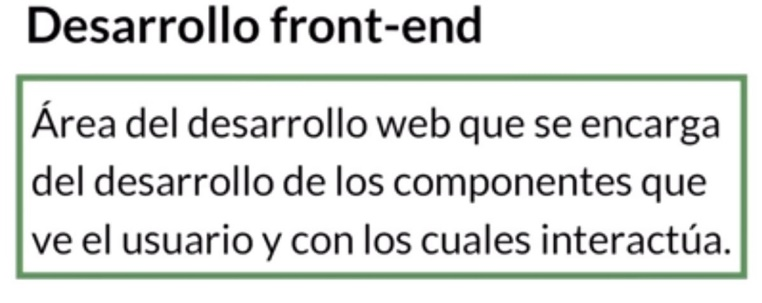 Desarrollo front-end
Área del desarrollo web que se encarga
del desarrollo de los componentes que
ve el usuario y con los cuales interactúa.